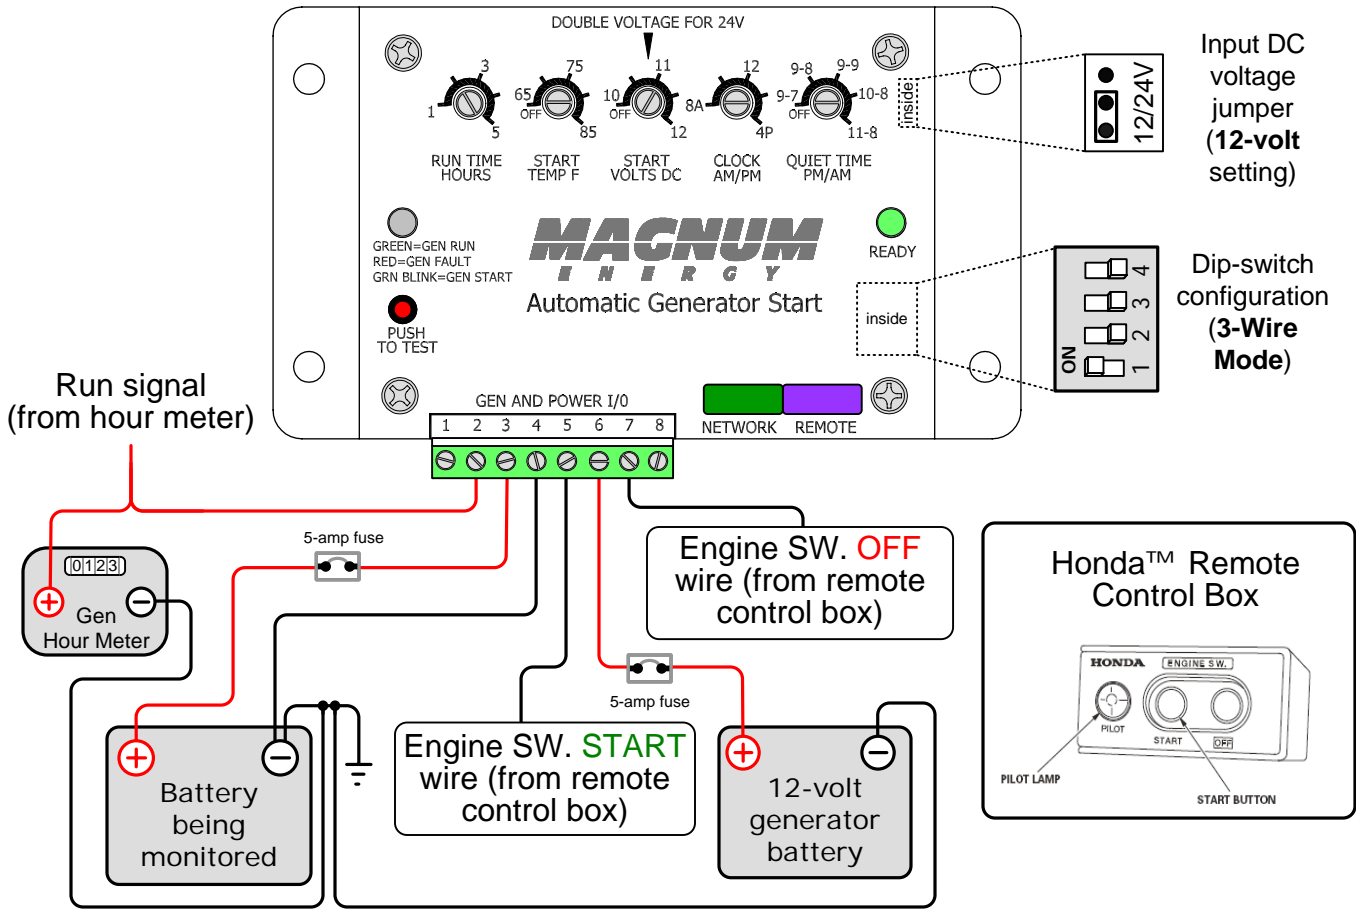 DOUBLE VOLTAGE FOR 24V
1 3 5
RUN TIME
HOURS
65 75 85
OFF
START
TEMP F
10 11 12
OFF
START
VOLTS DC
8A 12 4P
CLOCK
AM/PM
9-7 9-8 9-9 10-8 11-8
OFF
QUIET TIME
PM/AM
inside
12/24V
Input DC
voltage
jumper
(12-volt
setting)
GREEN=GEN RUN
RED=GEN FAULT
GRN BLINK=GEN START
MAGNUM
ENERGY
Automatic Generator Start
READY
PUSH
TO TEST
inside
ON
1 2 3 4
Dip-switch
configuration
(3-Wire
Mode)
GEN AND POWER I/0
1 2 3 4 5 6 7 8
NETWORK
REMOTE
Run signal
(from hour meter)
0123
Gen
Hour Meter
5-amp fuse
Engine SW. OFF
wire (from remote
control box)
5-amp fuse
Engine SW. START
wire (from remote
control box)
Battery
being
monitored
12-volt
generator
battery
Honda™ Remote
Control Box
HONDA
ENGINE SW.
PILOT
START
OFF
PILOT LAMP
START BUTTON